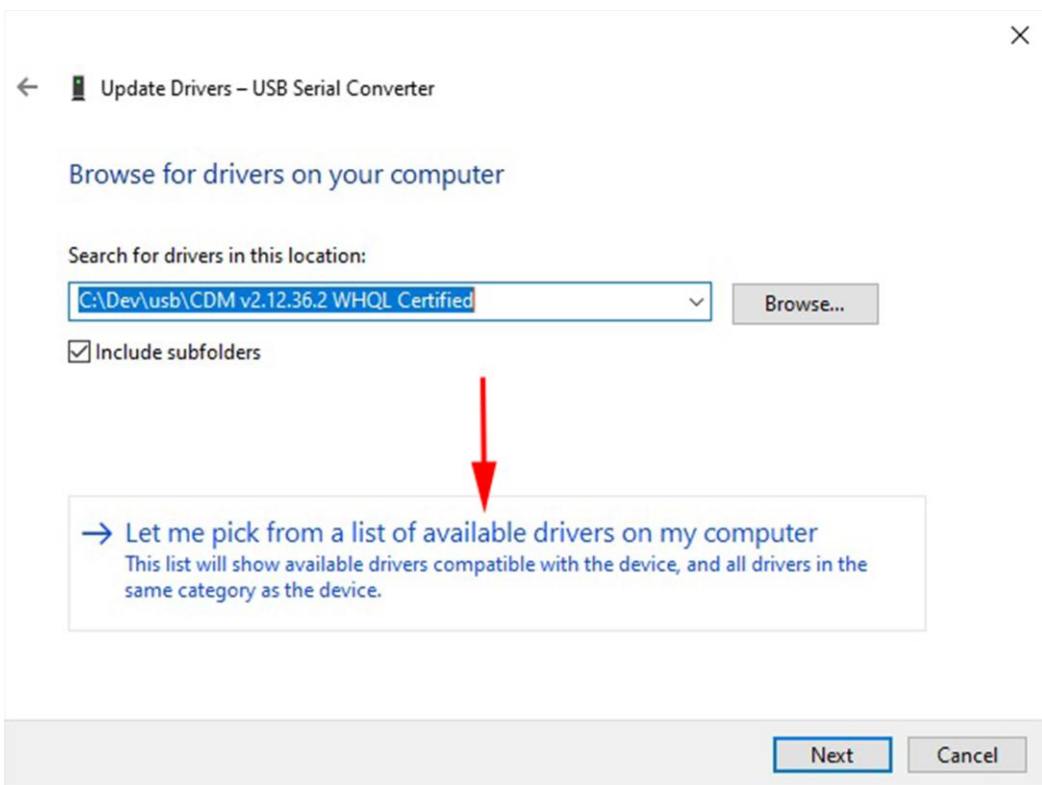 Update Drivers – USB Serial Converter
Browse for drivers on your computer
Search for drivers in this location:
C:\Dev\usb\CDM v2.12.36.2 WHQL Certified
Browse...
Include subfolders
Let me pick from a list of available drivers on my computer
This list will show available drivers compatible with the device, and all drivers in the
same category as the device.
Next
Cancel